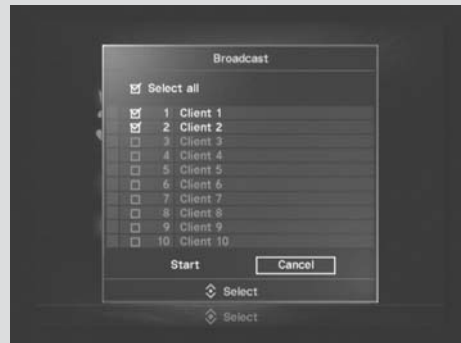 Broadcast
Select all
1 Client 1
2 Client 2
3 Client 3
4 Client 4
5 Client 5
6 Client 6
7 Client 7
8 Client 8
9 Client 9
10 Client 10
Start Cancel
Select
Select